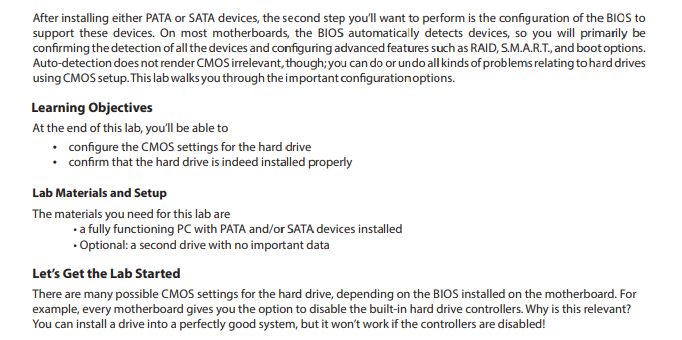 After installing either PATA or SATA devices, the second step you'll want to perform is the configuration of the BIOS to
support these devices. On most motherboards, the BIOS automatically detects devices, so you will primarily be
confirming the detection of all the devices and configuring advanced features such as RAID, S.M.A.R.T., and boot options.
Auto-detection does not render CMOS irrelevant, though; you can do or undo all kinds of problems relating to hard drives
using CMOS setup. This lab walks you through the important configuration options.
Learning Objectives
At the end of this lab, you'll be able to
• configure the CMOS settings for the hard drive
• confirm that the hard drive is indeed installed properly
Lab Materials and Setup
The materials you need for this lab are
• a fully functioning PC with PATA and/or SATA devices installed
• Optional: a second drive with no important data
Let's Get the Lab Started
There are many possible CMOS settings for the hard drive, depending on the BIOS installed on the motherboard. For
example, every motherboard gives you the option to disable the built-in hard drive controllers. Why is this relevant?
You can install a drive into a perfectly good system, but it won't work if the controllers are disabled!